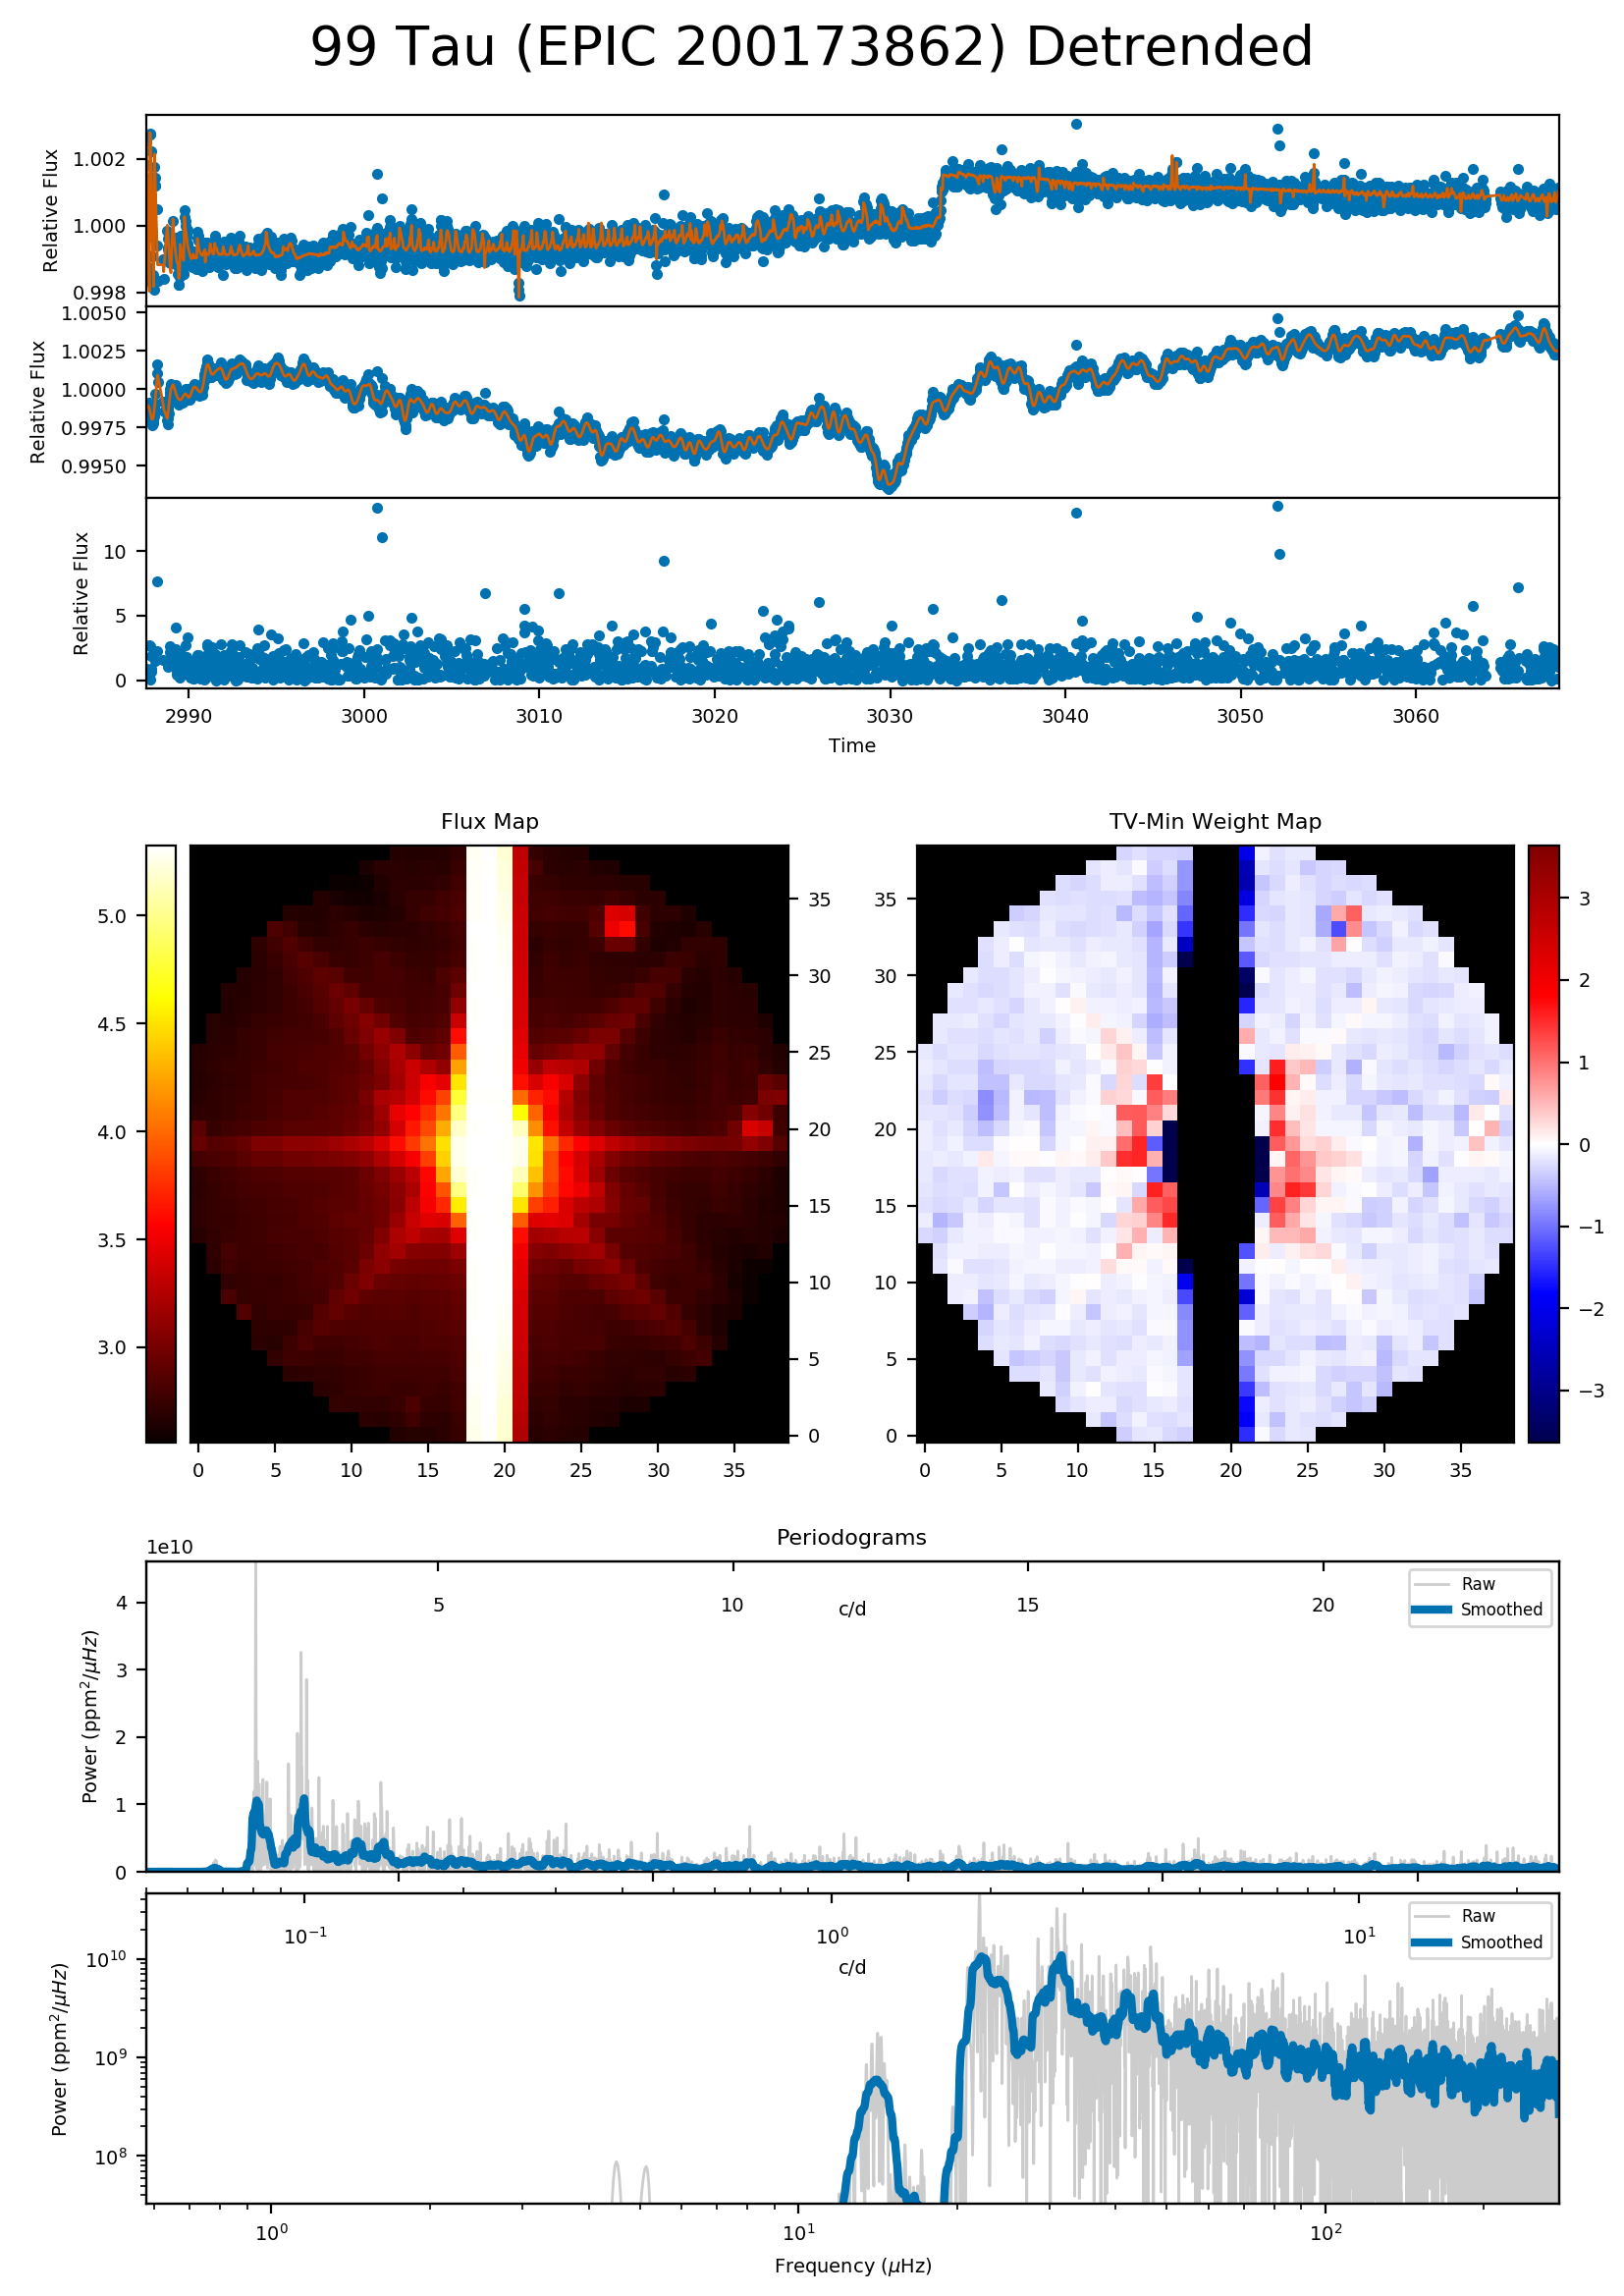 99 Tau (EPIC 200173862) Detrended
Relative Flux
1.002
1.000
0.998
Relative Flux
1.0050
1.0025
1.0000
0.9975
0.9950
Relative Flux
10
5
0
2990 3000 3010 3020 3030 3040 3050 3060
Time
Flux Map
5.0
4.5
4.0
3.5
3.0
35
30
25
20
15
10
5
0
0 5 10 15 20 25 30 35
TV-Min Weight Map
35
30
25
20
15
10
5
0
0 5 10 15 20 25 30 35
3
2
1
0
−1
−2
−3
Periodograms
1e10
Power (ppm²/μHz)
4
3
2
1
0
5 10 15 20
c/d
Raw
Smoothed
Power (ppm²/μHz)
10¹⁰
10⁹
10⁸
10⁻¹ 10⁰ 10¹
c/d
Raw
Smoothed
10⁰ 10¹ 10²
Frequency (μHz)